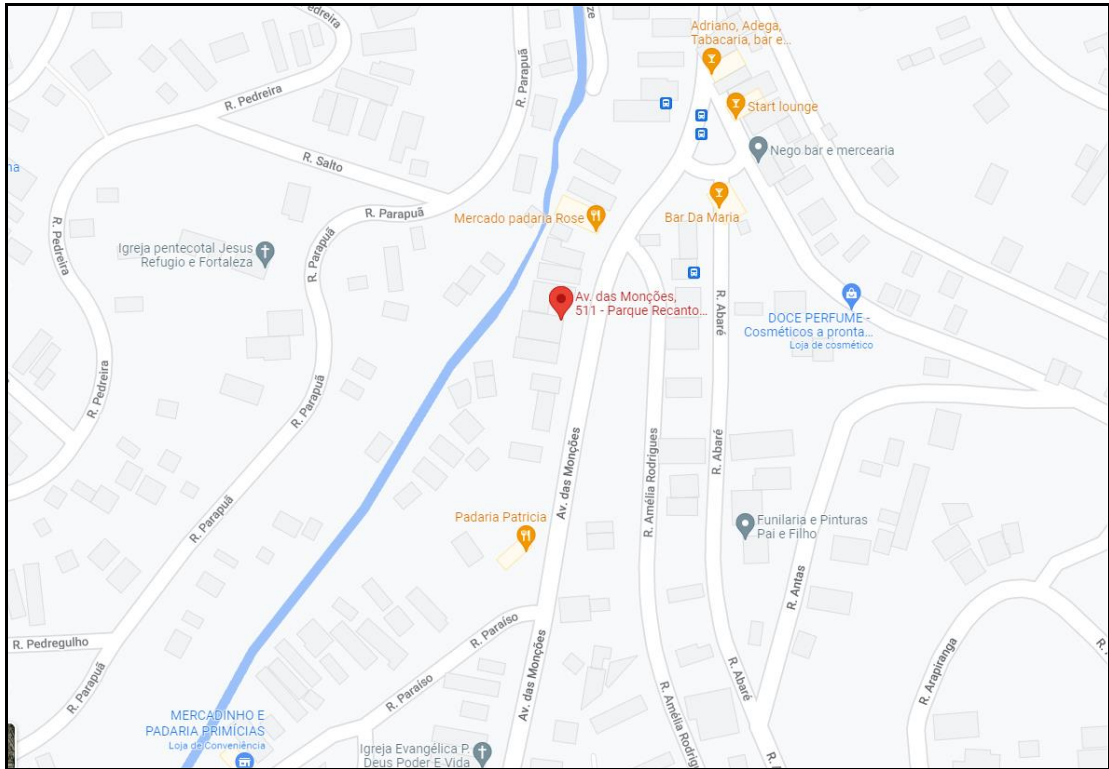 edreira
ze
R. Parapuã
Adriano, Adega,
Tabacaria, bar e...
R. Pedreira
Start lounge
Nego bar e mercearia
R. Salto
na
R. Parapuã
Mercado padaria Rose
Bar Da Maria
R. Pedreira
Igreja pentecotal Jesus
Refugio e Fortaleza
R. Parapuã
Av. das Monções,
511 - Parque Recanto...
R. Abaré
DOCE PERFUME -
Cosméticos a pronta...
Loja de cosmético
R. Pedreira
R. Parapuã
R. Abaré
Av. das Monções
R. Amélia Rodrigues
Padaria Patricia
Funilaria e Pinturas
Pai e Filho
R. Parapuã
R. Antas
R. Pedregulho
R. Paraíso
R. Parapuã
Av. das Monções
R. Abaré
R. Arapiranga
R. Paraíso
R. Amélia Rodrig
MERCADINHO E
PADARIA PRIMÍCIAS
Loja de Conveniência
Igreja Evangélica P.
Deus Poder E Vida